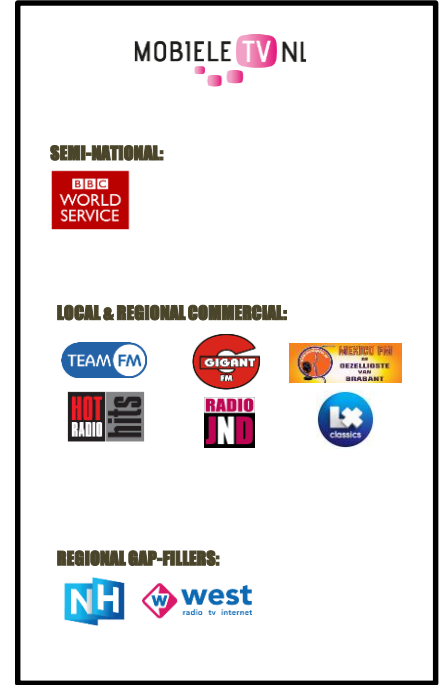 MOBIELE TV NL
SEMI-NATIONAL:
BBC
WORLD
SERVICE
LOCAL & REGIONAL COMMERCIAL:
TEAM FM
GIGANT
FM
MEXICO FM
DE
GEZELLIGSTE
VAN
BRABANT
HOT
RADIO
hits
RADIO
JND
LX
classics
REGIONAL GAP-FILLERS:
NH
W west
radio tv internet